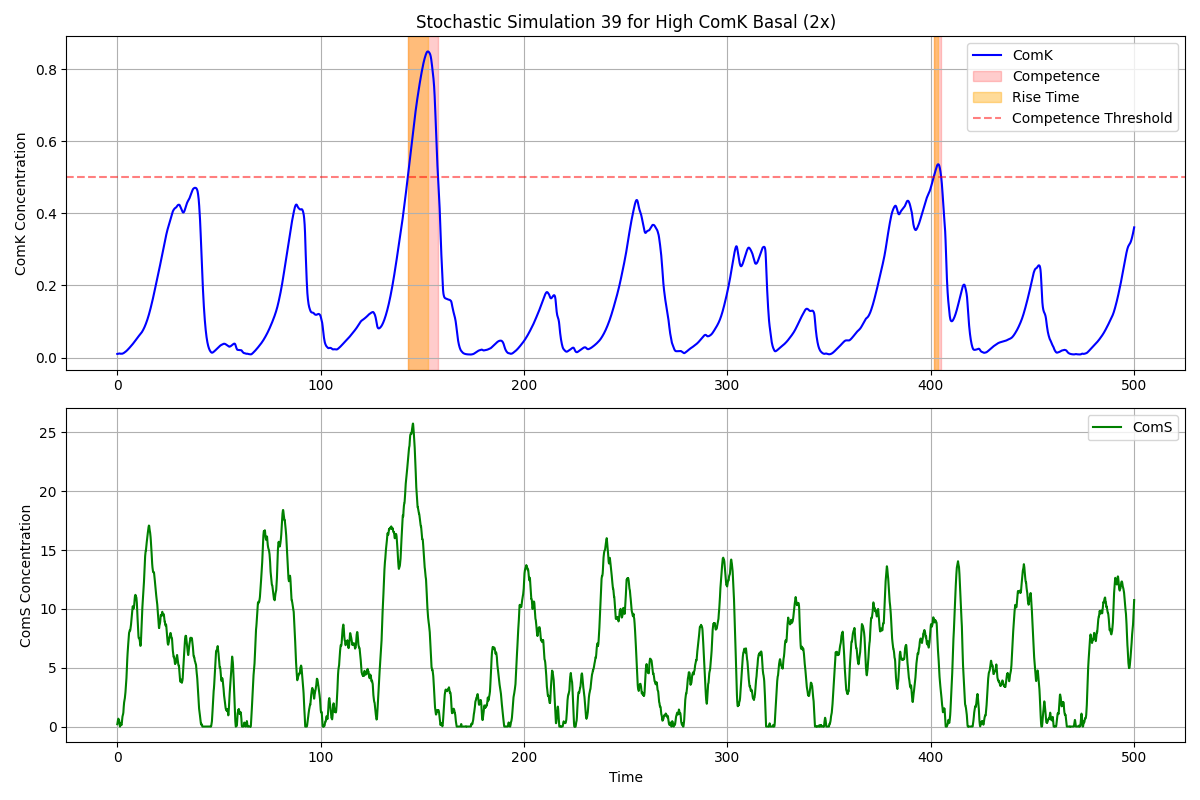 Stochastic Simulation 39 for High ComK Basal (2x)
ComK Concentration
0.8
0.6
0.4
0.2
0.0
ComK
Competence
Rise Time
Competence Threshold
0 100 200 300 400 500
ComS Concentration
25
20
15
10
5
0
ComS
0 100 200 300 400 500
Time